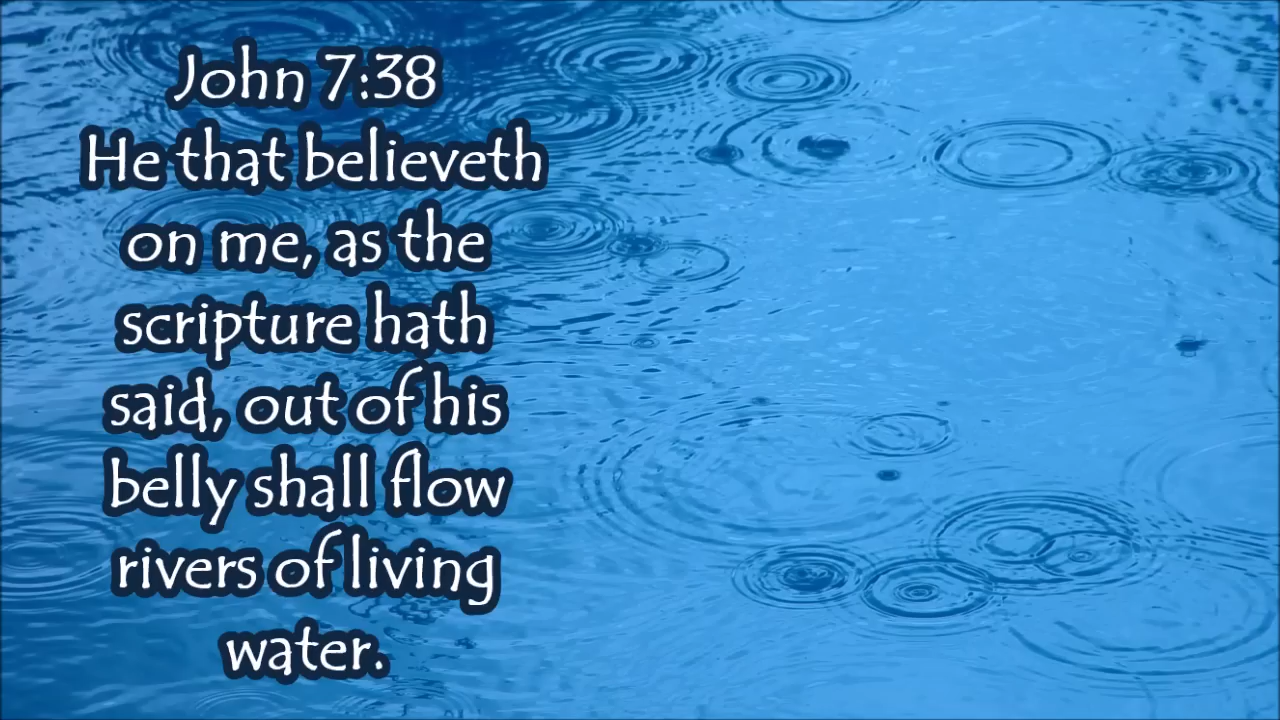 John 7:38
He that believeth
on me, as the
scripture hath
said, out of his
belly shall flow
rivers of living
water.